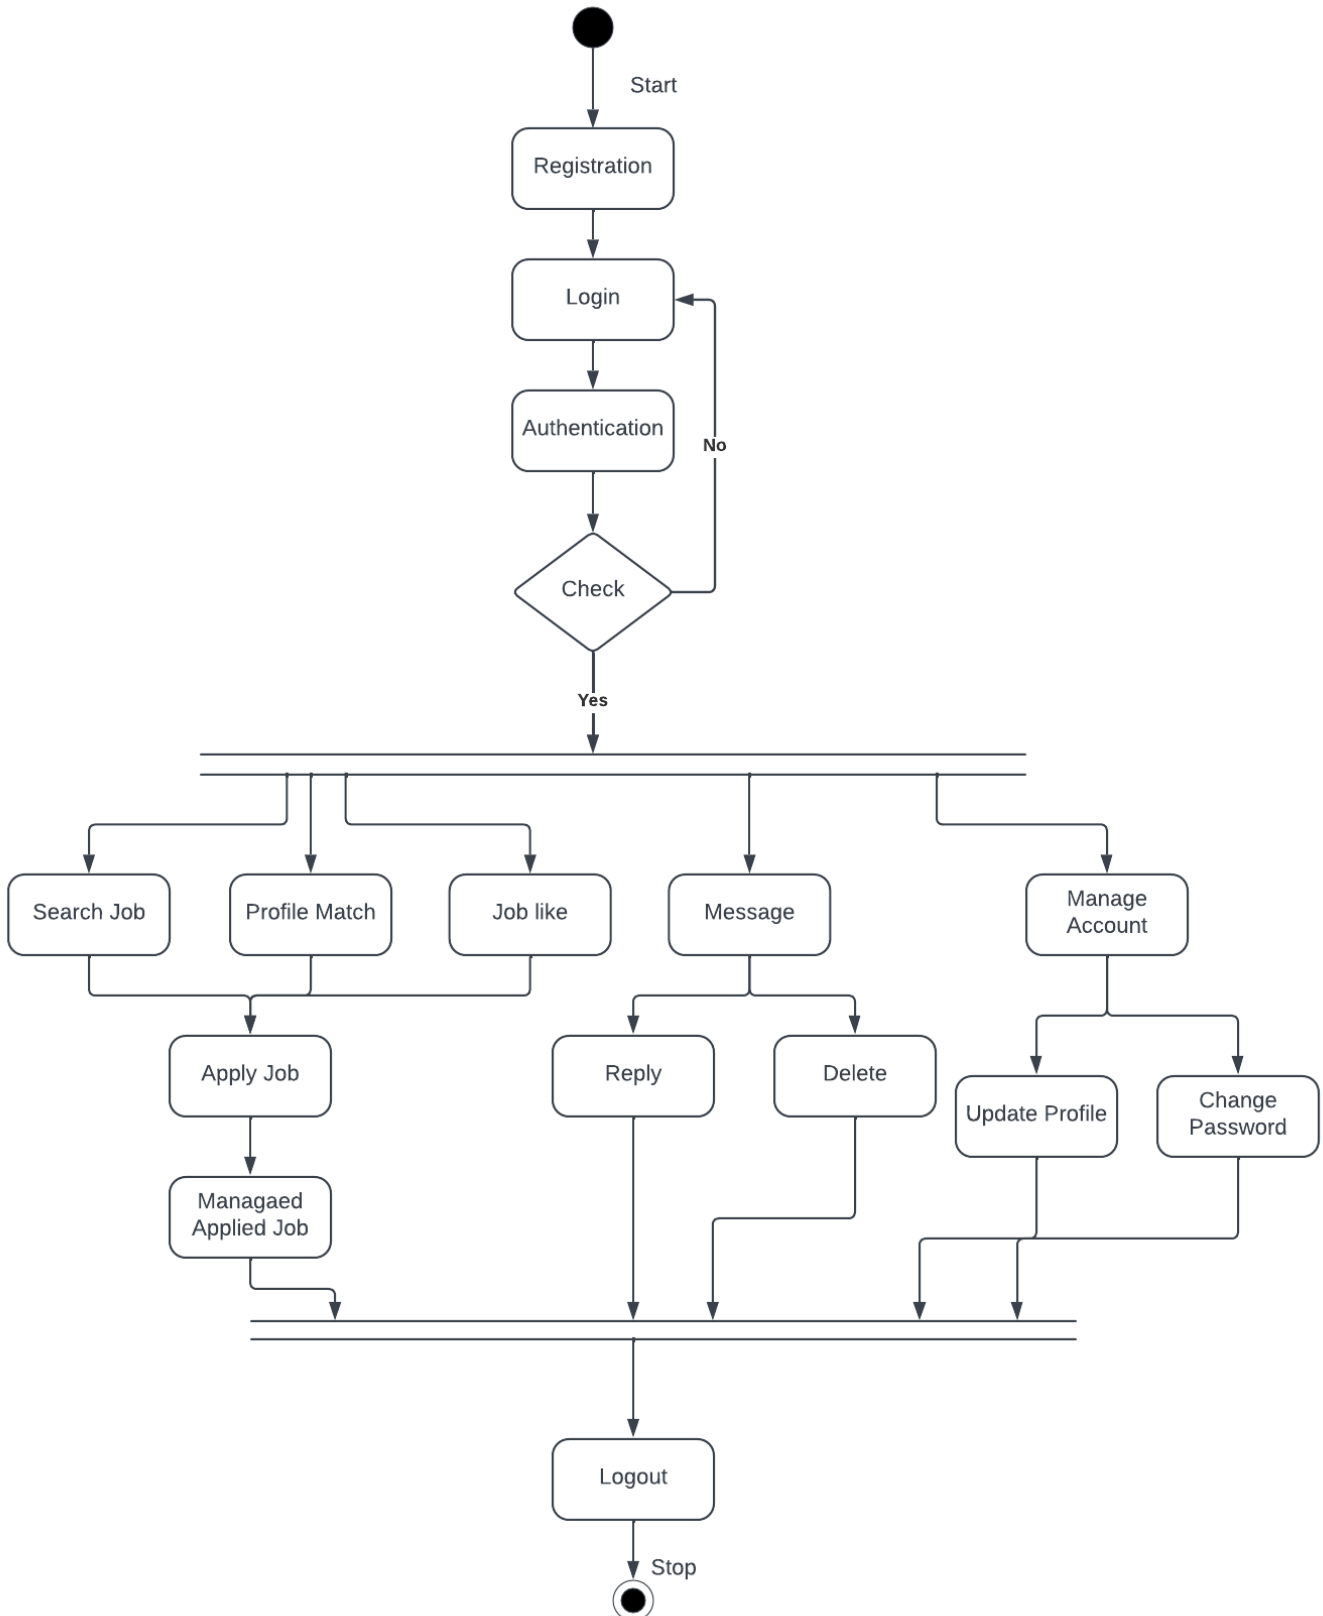 Start
Registration
Login
Authentication
No
Check
Yes
Search Job
Profile Match
Job like
Message
Manage
Account
Apply Job
Reply
Delete
Update Profile
Change
Password
Managaed
Applied Job
Logout
Stop